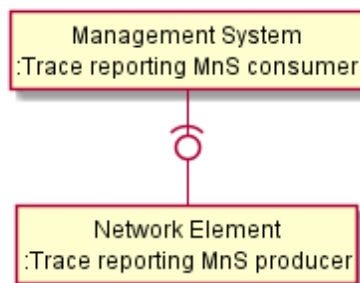 Management System
:Trace reporting MnS consumer
Network Element
:Trace reporting MnS producer